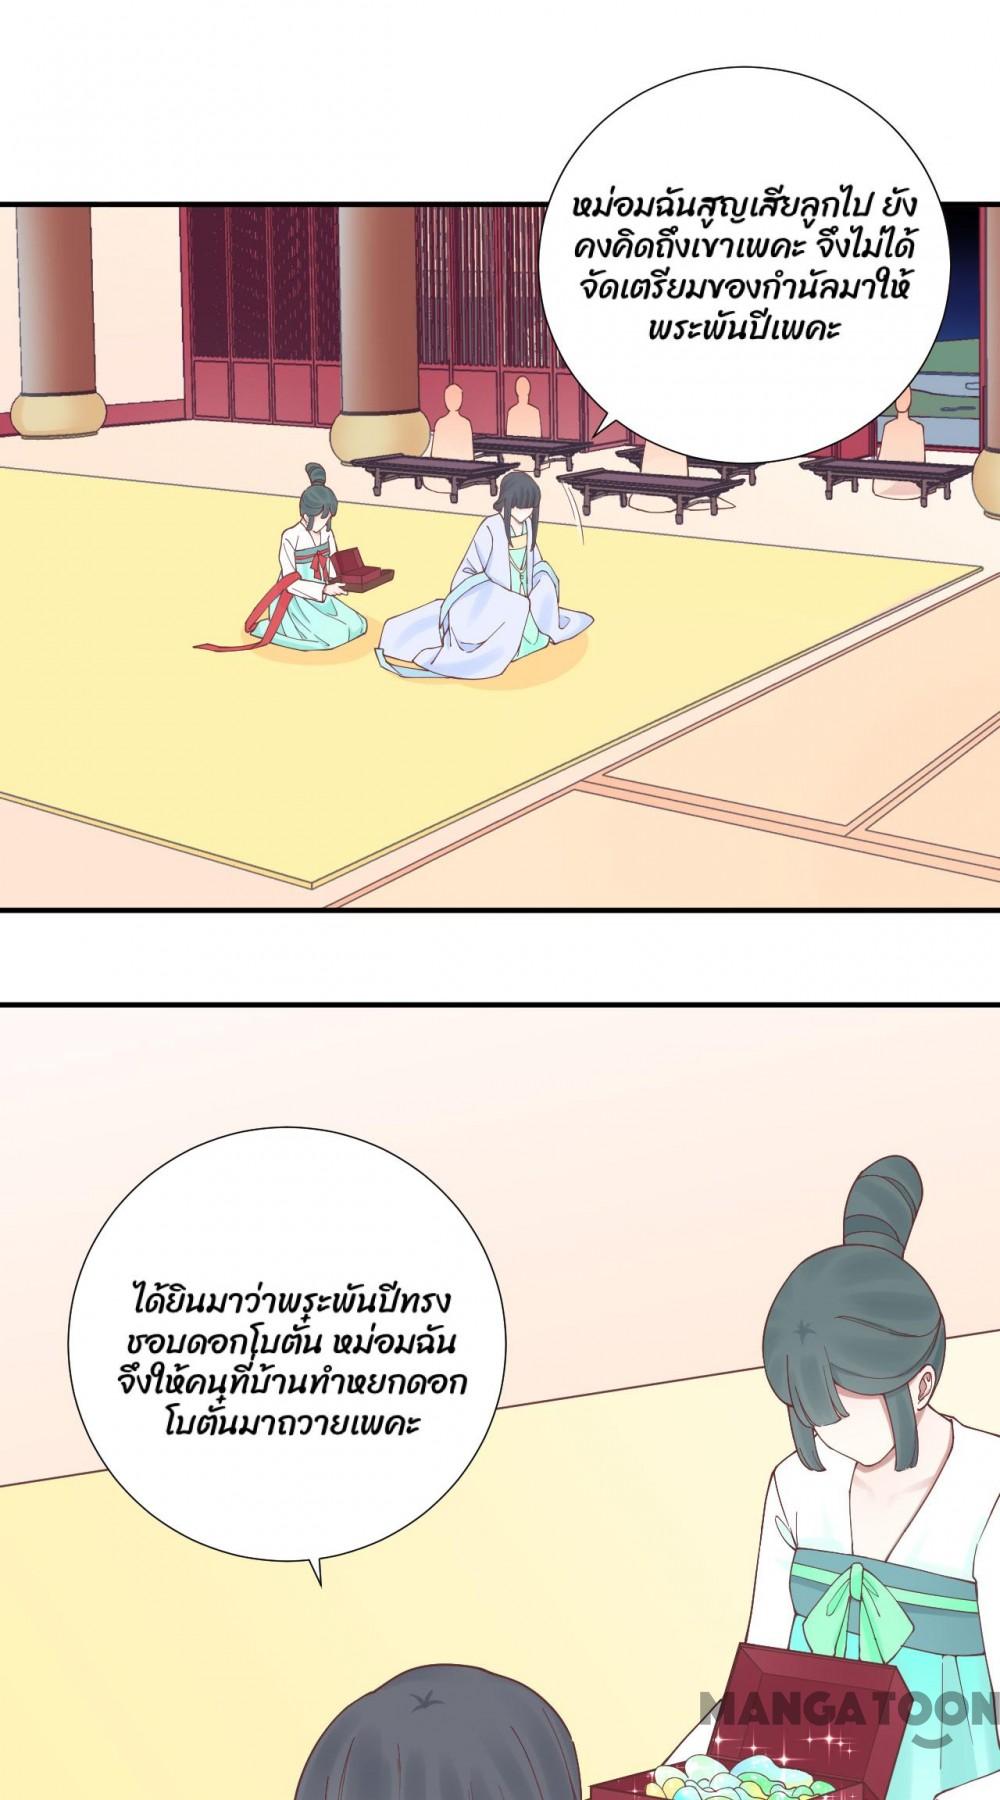 หม่อมฉันสูญเสียลูกไป ยัง
คงคิดถึงเขาเพคะ จึงไม่ได้
จัดเตรียมของกำนัลมาให้
พระพันปีเพคะ
ได้ยินมาว่าพระพันปีทรง
ชอบดอกโบตั๋น หม่อมฉัน
จึงให้คนที่บ้านทำหยกดอก
โบตั๋นมาถวายเพคะ
MANGATOON